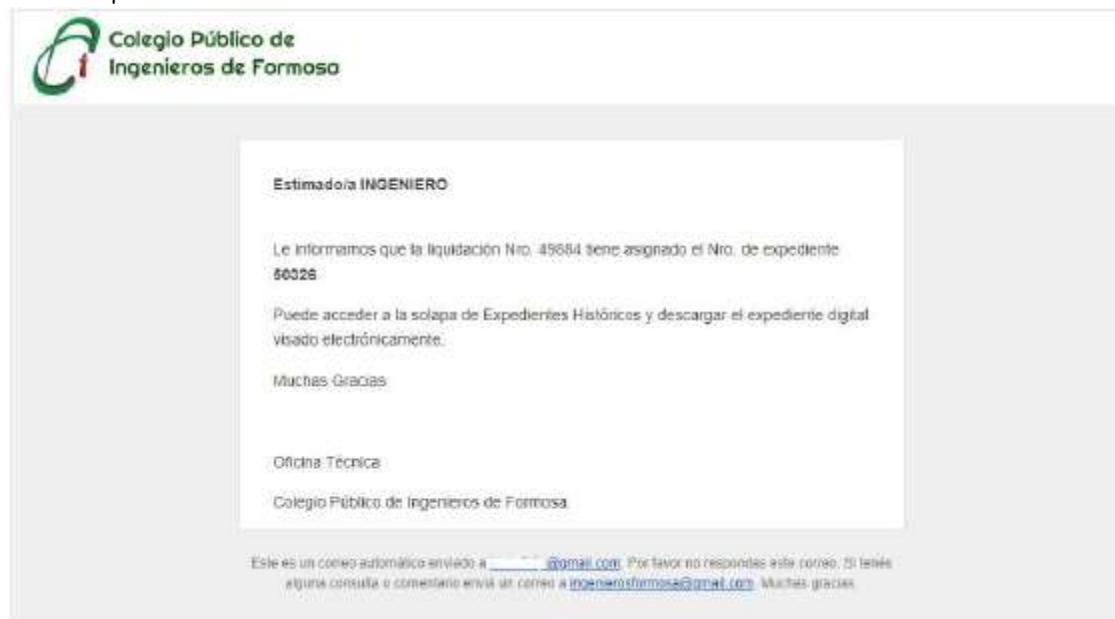 Colegio Público de
Ingenieros de Formosa
Estimado/a INGENIERO
Le informamos que la liquidación Nro. 49884 tiene asignado el Nro. de expediente
50326
Puede acceder a la solapa de Expedientes Históricos y descargar el expediente digital
visado electrónicamente.
Muchas Gracias
Oficina Técnica
Colegio Público de Ingenieros de Formosa
Este es un correo automático enviado a @gmail.com. Por favor no respondas este correo. Si tenés
alguna consulta o comentario enviá un correo a ingenierosformosa@gmail.com. Muchas gracias.